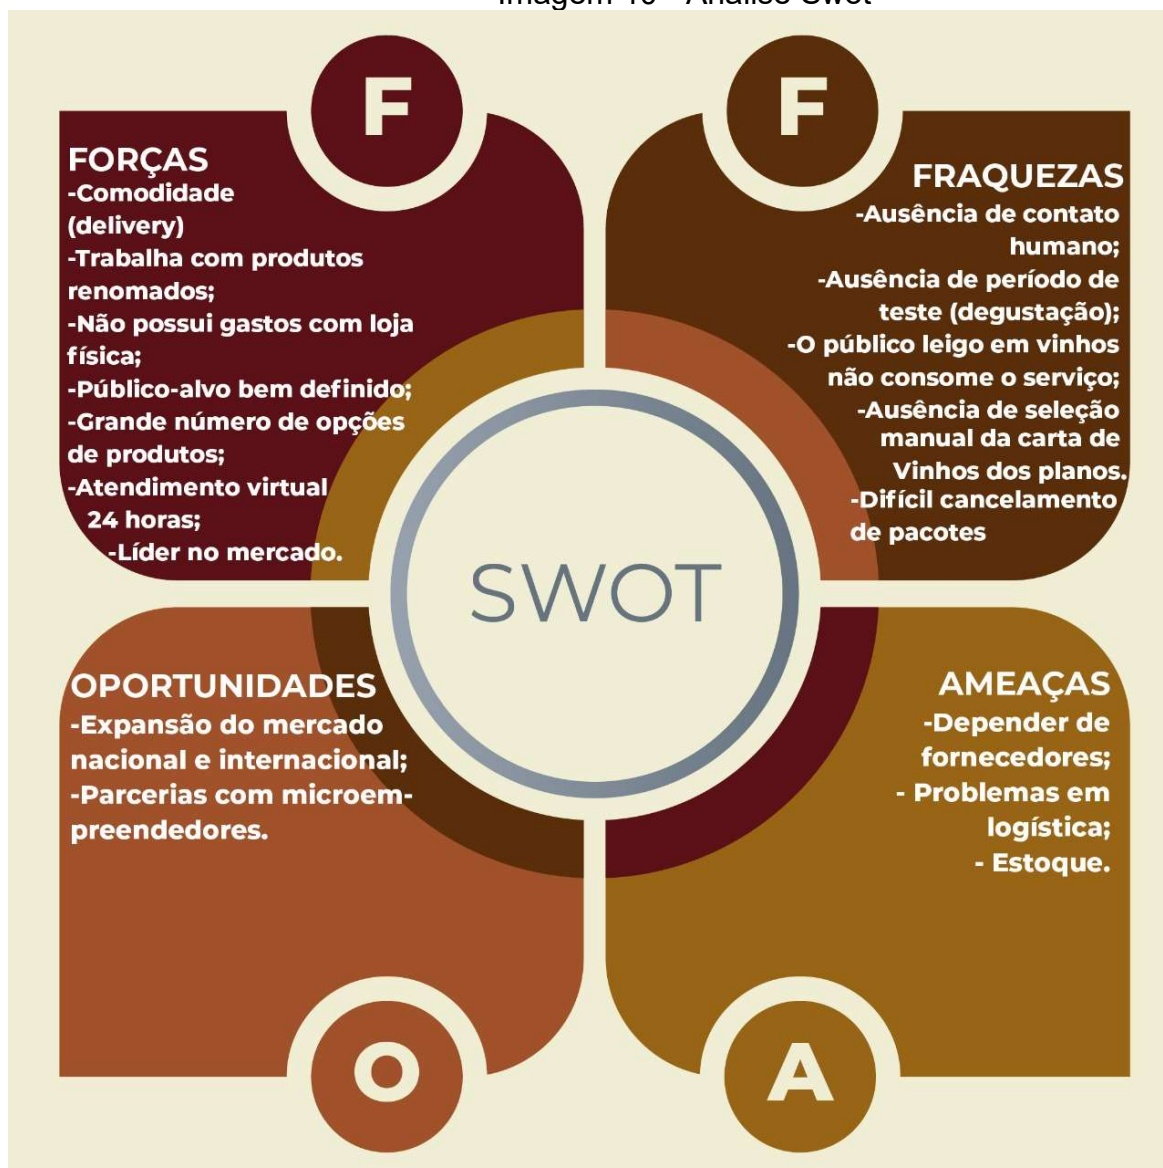 Análise Swot
F
FORÇAS
-Comodidade
(delivery)
-Trabalha com produtos
renomados;
-Não possui gastos com loja
física;
-Público-alvo bem definido;
-Grande número de opções
de produtos;
-Atendimento virtual
24 horas;
-Líder no mercado.
F
FRAQUEZAS
-Ausência de contato
humano;
-Ausência de período de
teste (degustação);
-O público leigo em vinhos
não consome o serviço;
-Ausência de seleção
manual da carta de
Vinhos dos planos.
-Difícil cancelamento
de pacotes
SWOT
OPORTUNIDADES
-Expansão do mercado
nacional e internacional;
-Parcerias com microem-
preendedores.
O
AMEAÇAS
-Depender de
fornecedores;
- Problemas em
logística;
- Estoque.
A